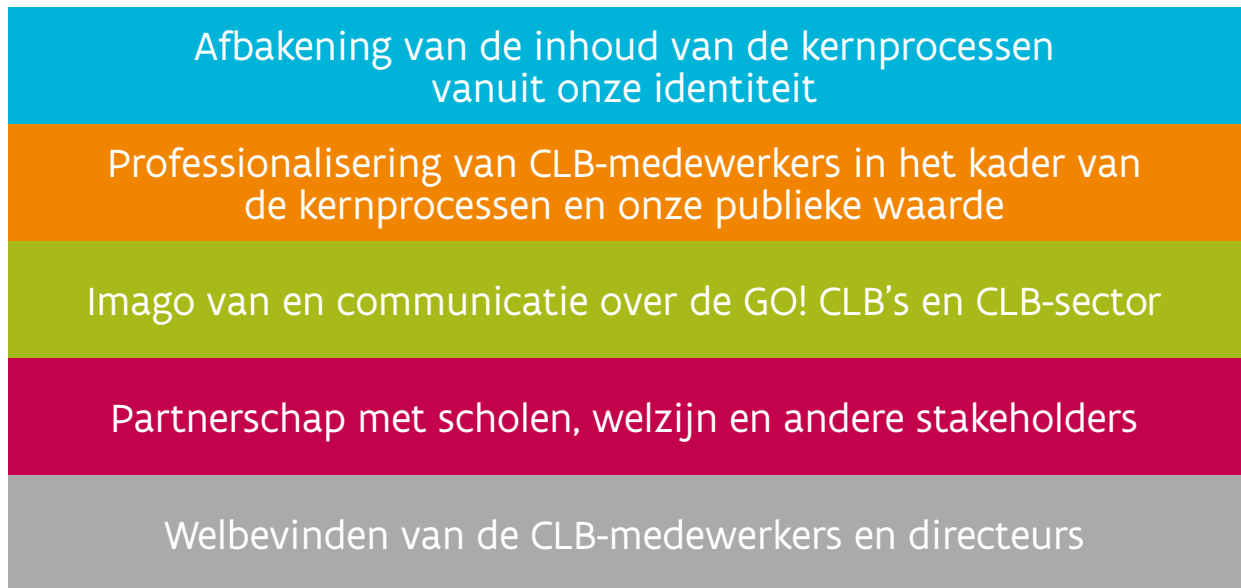 Afbakening van de inhoud van de kernprocessen
vanuit onze identiteit
Professionalisering van CLB-medewerkers in het kader van
de kernprocessen en onze publieke waarde
Imago van en communicatie over de GO! CLB’s en CLB-sector
Partnerschap met scholen, welzijn en andere stakeholders
Welbevinden van de CLB-medewerkers en directeurs